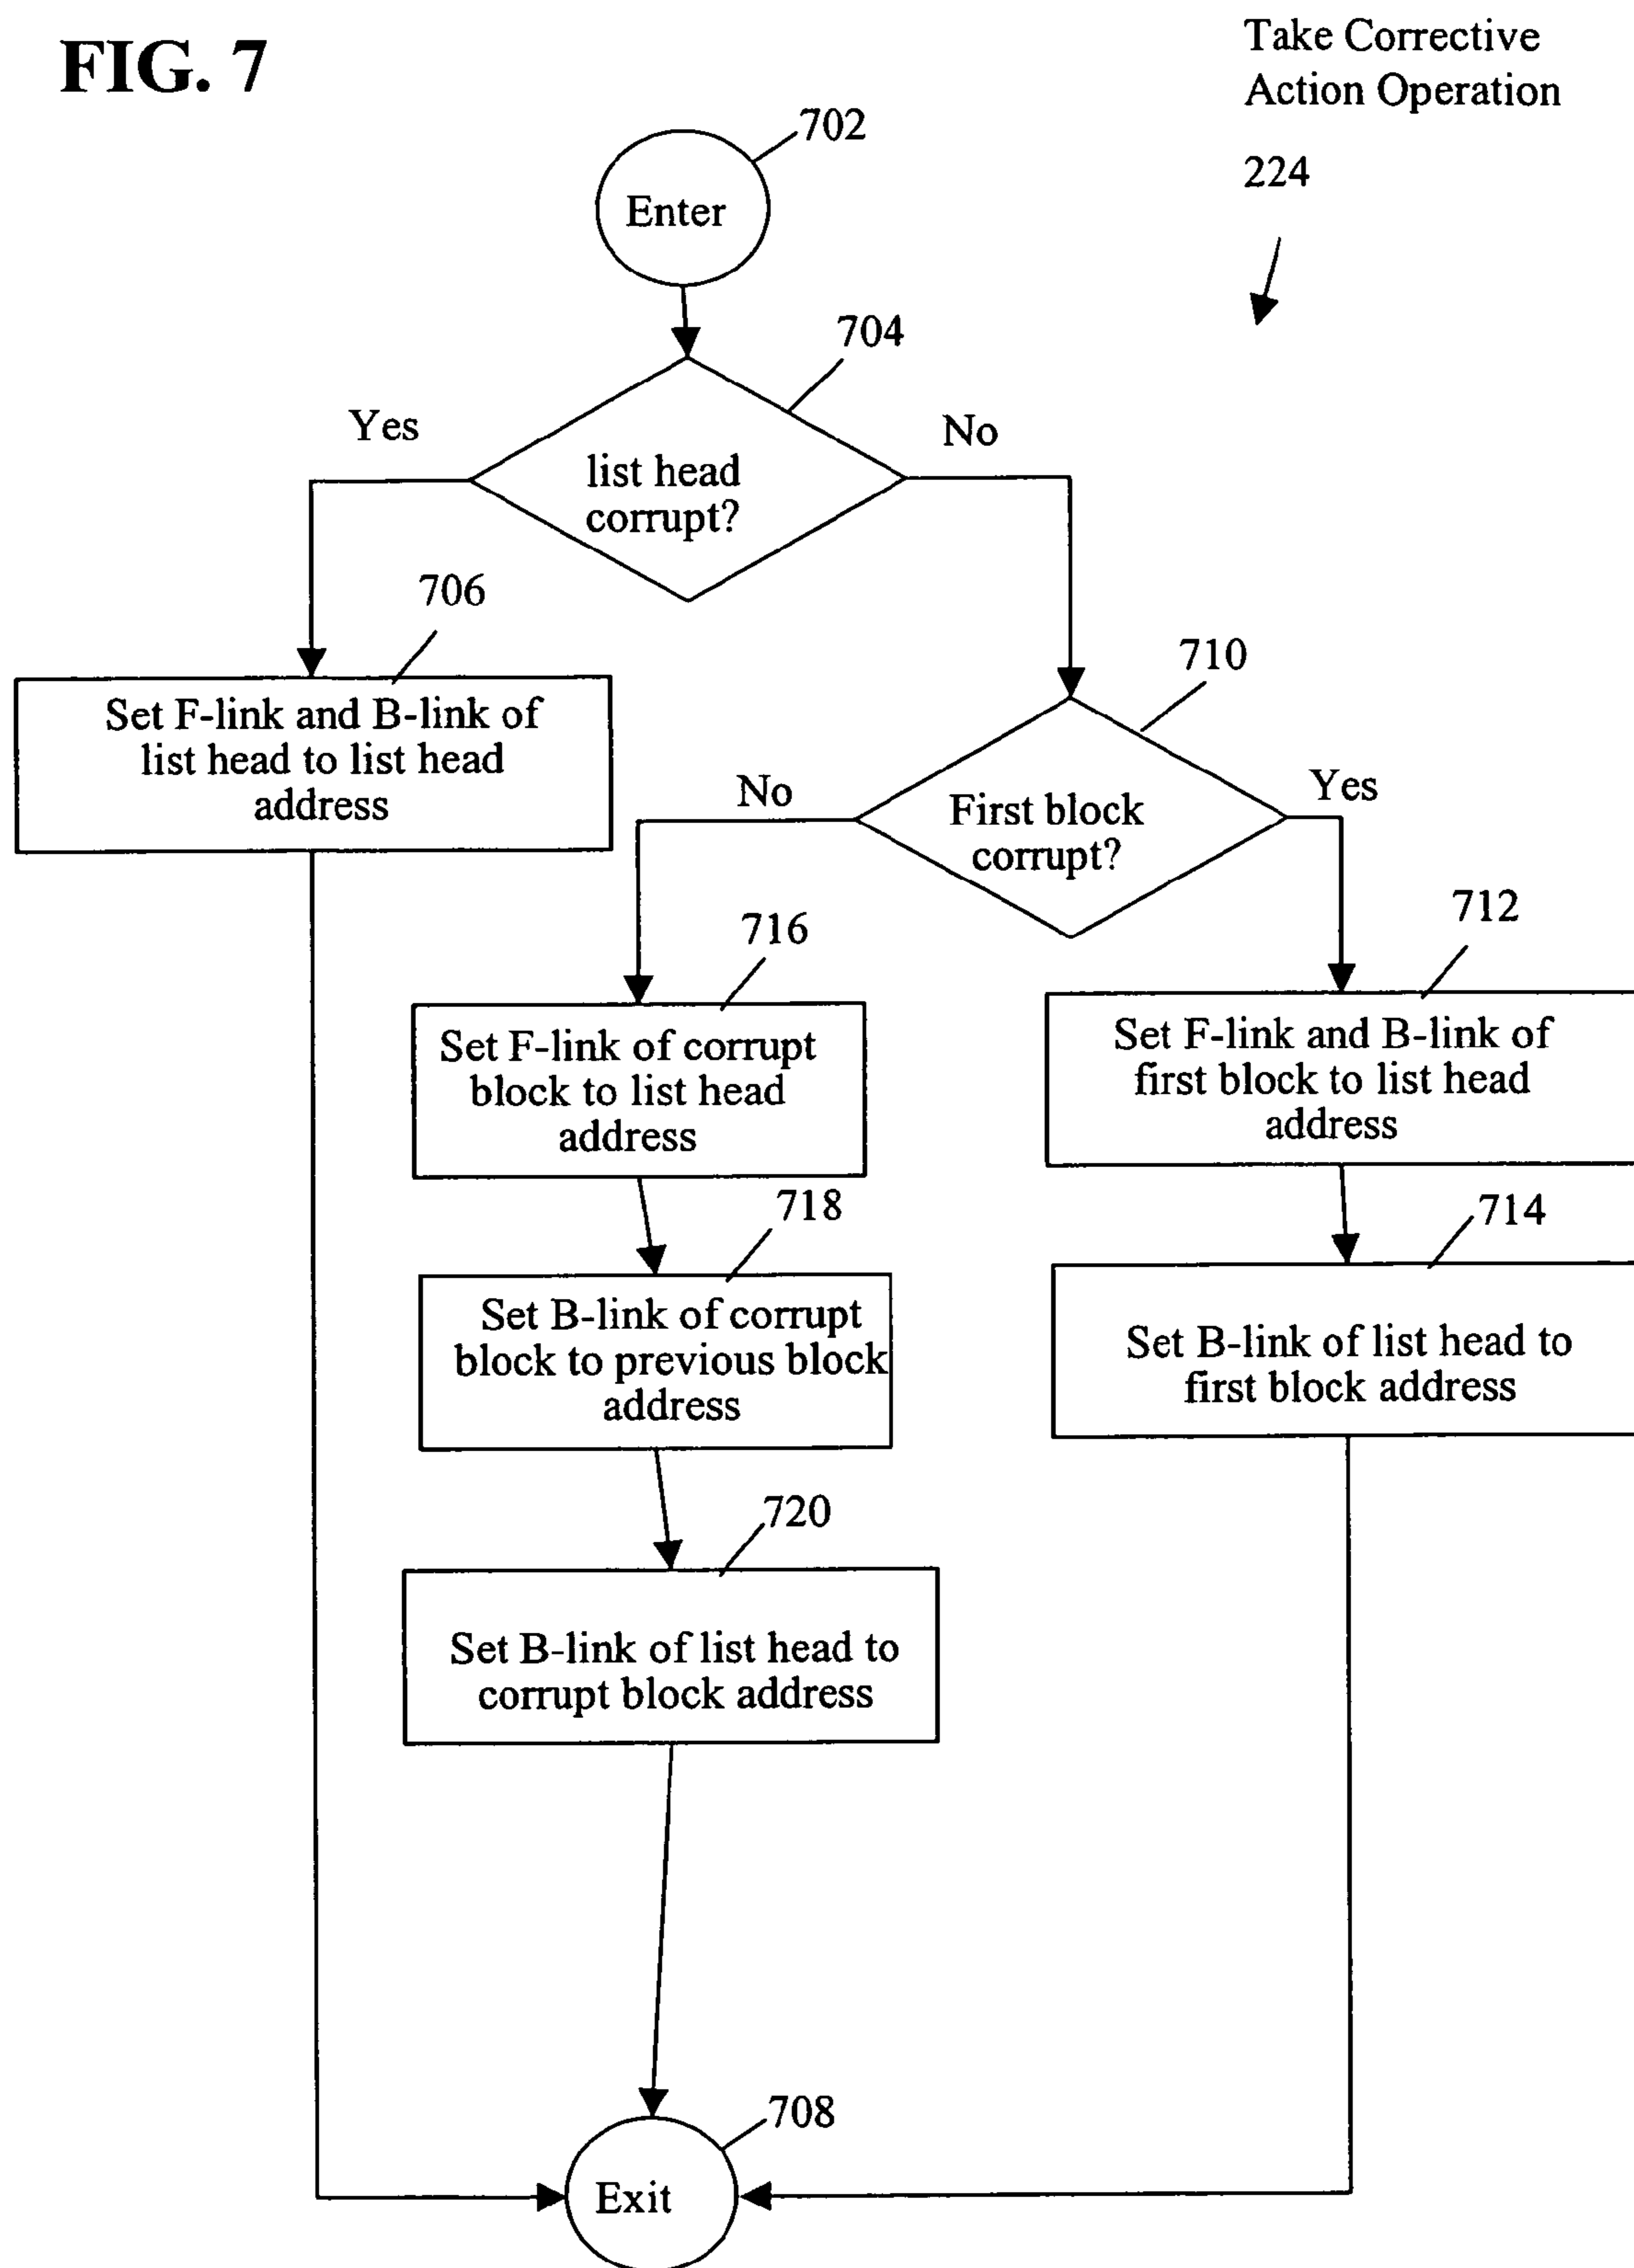 FIG. 7
Take Corrective
Action Operation
224
702
Enter
704
Yes
No
list head
corrupt?
706
Set F-link and B-link of
list head to list head
address
710
No
Yes
First block
corrupt?
716
712
Set F-link of corrupt
block to list head
address
Set F-link and B-link of
first block to list head
address
718
714
Set B-link of corrupt
block to previous block
address
Set B-link of list head to
first block address
720
Set B-link of list head to
corrupt block address
708
Exit